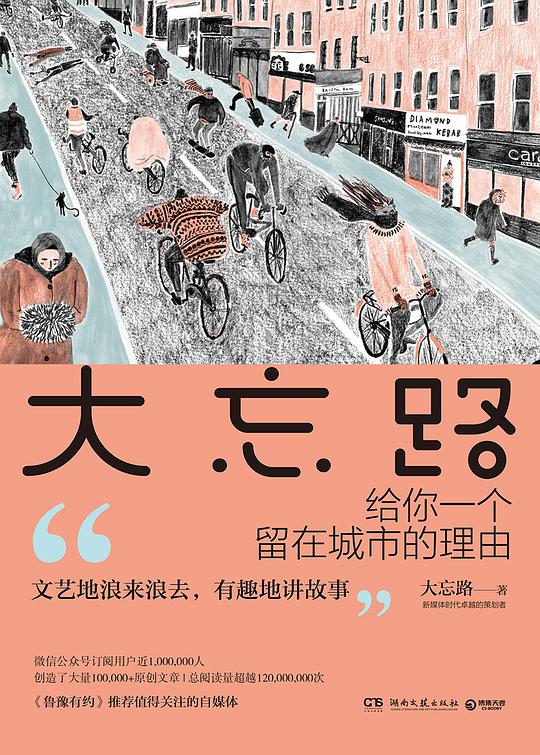 DIAMOND
KEBAB
大忘路
给你一个
留在城市的理由
“文艺地浪来浪去，有趣地讲故事”
大忘路——著
新媒体时代卓越的策划者
微信公众号订阅用户近1,000,000人
创造了大量100,000+原创文章 | 总阅读量超越120,000,000次
《鲁豫有约》推荐值得关注的自媒体
湖南文艺出版社
博集天卷
CS-BOOKY